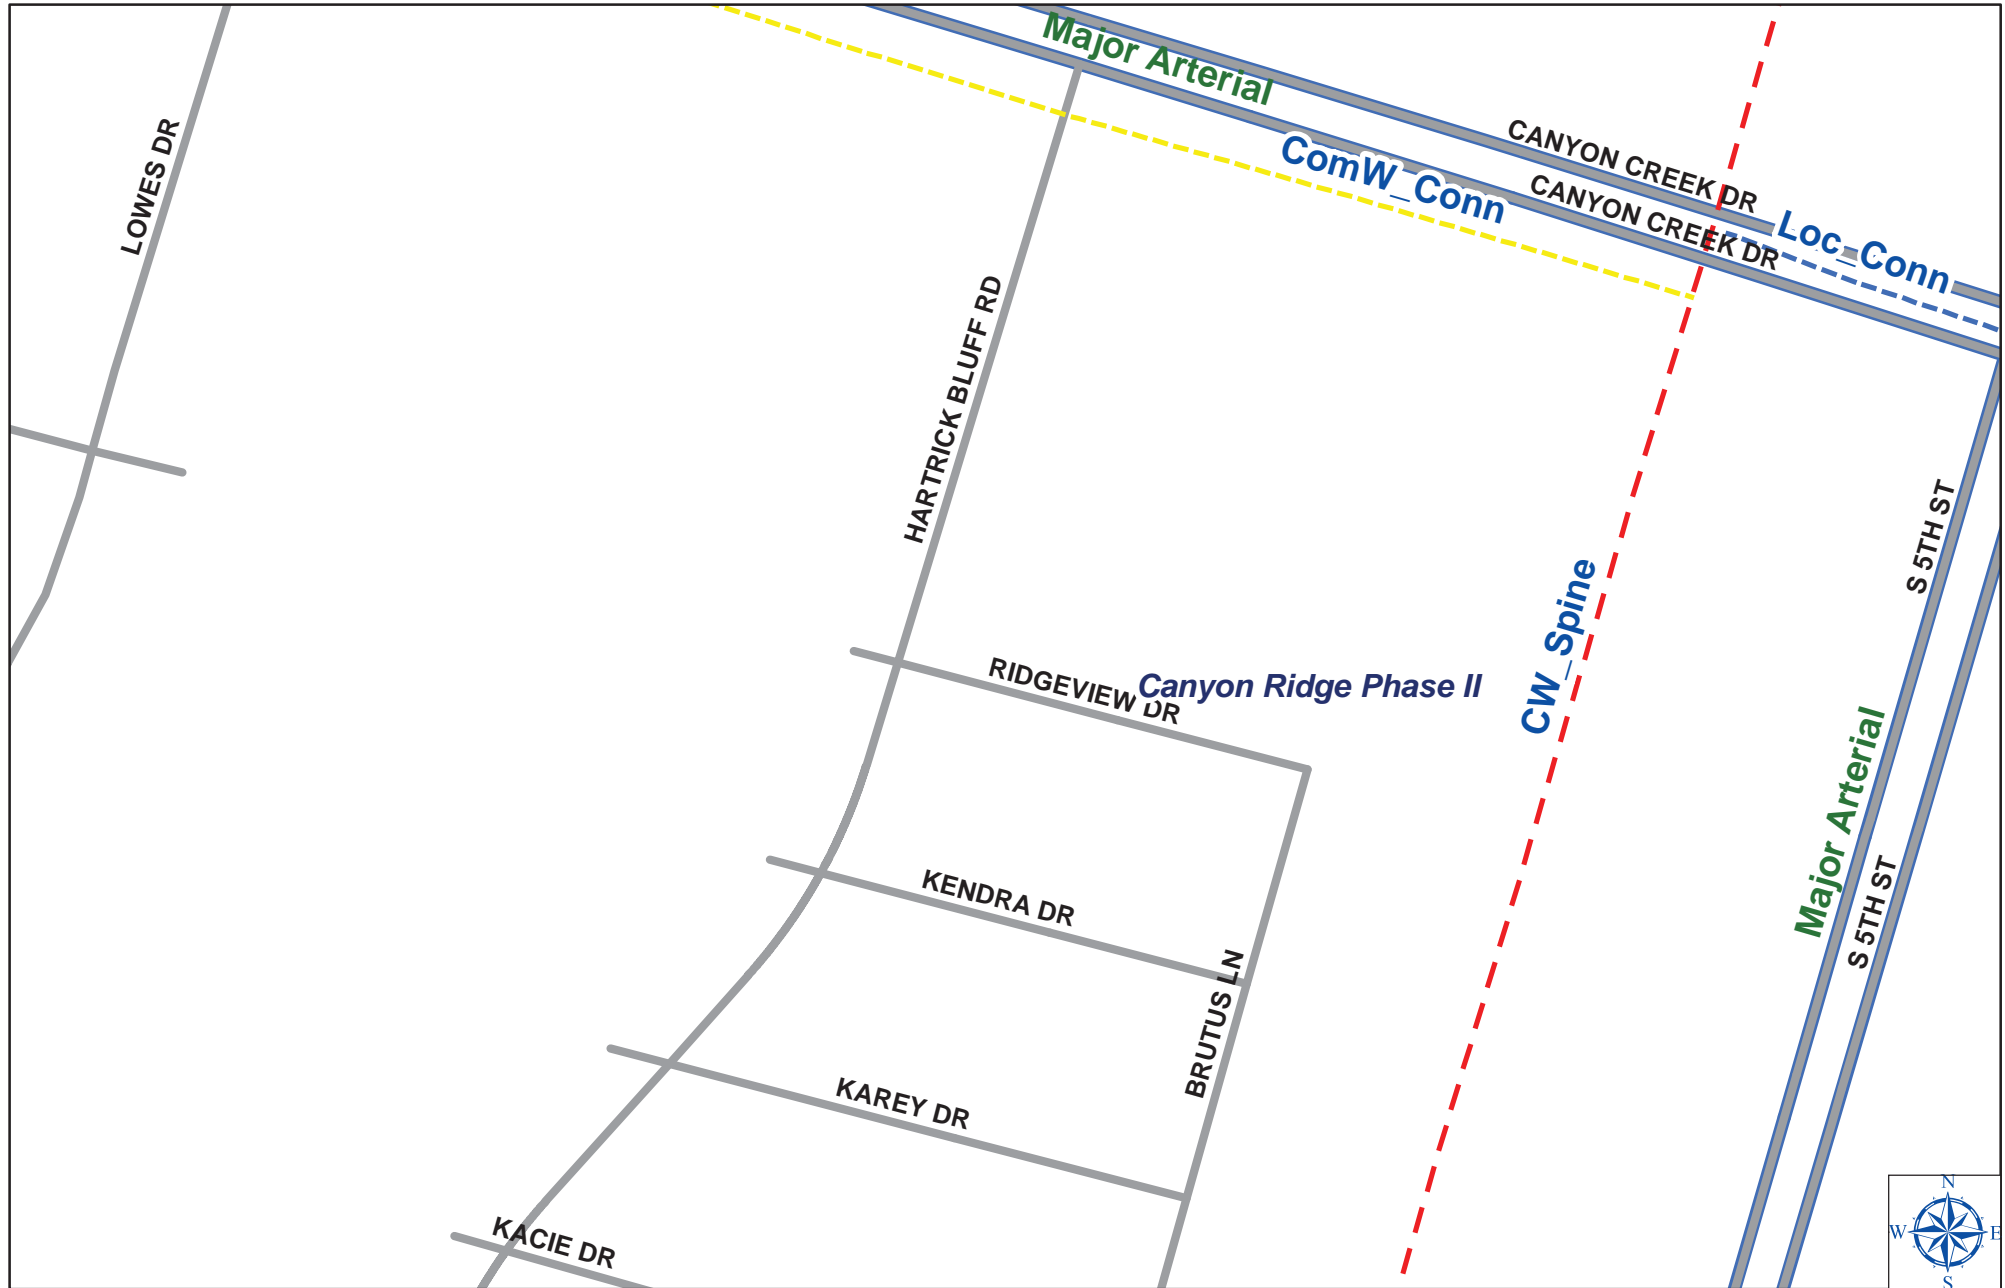 Major Arterial
CANYON CREEK DR
LOWES DR
ComW_Conn
CANYON CREEK DR
Loc_Conn
HARTRICK BLUFF RD
S 5TH ST
CW_Spine
RIDGEVIEW DR
Canyon Ridge Phase II
Major Arterial
KENDRA DR
S 5TH ST
BRUTUS LN
KAREY DR
KACIE DR
N
W
E
S